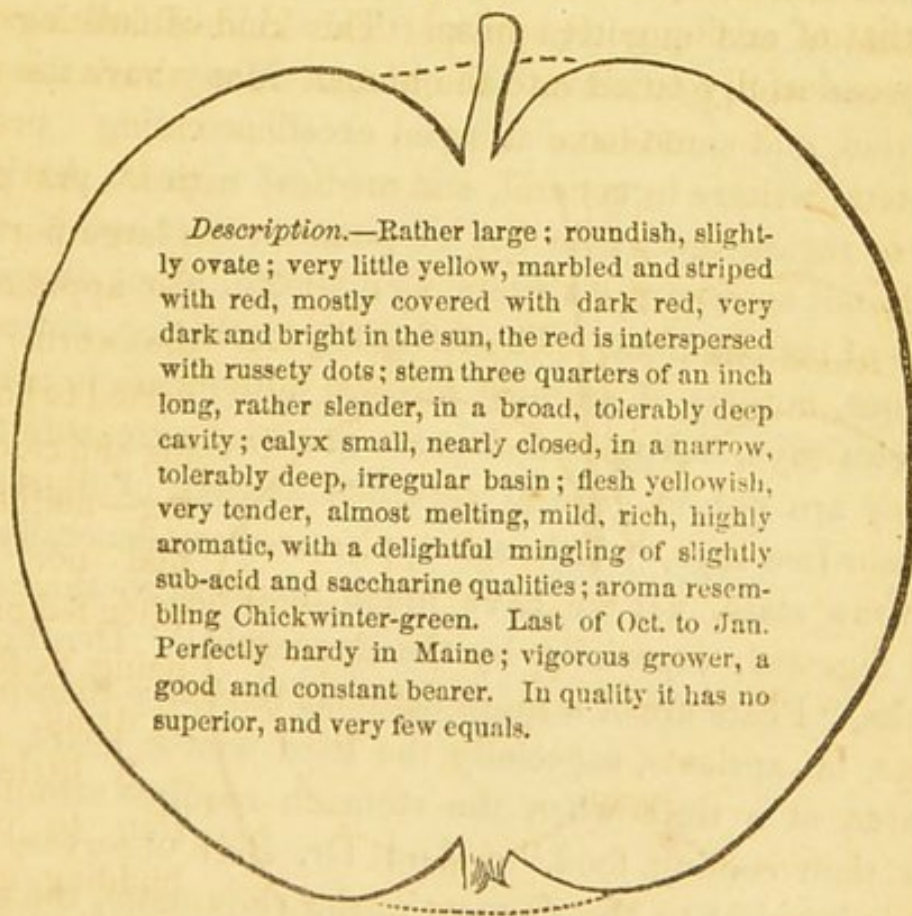 Description.—Rather large; roundish, slight-
ly ovate; very little yellow, marbled and striped
with red, mostly covered with dark red, very
dark and bright in the sun, the red is interspersed
with russety dots; stem three quarters of an inch
long, rather slender, in a broad, tolerably deep
cavity; calyx small, nearly closed, in a narrow,
tolerably deep, irregular basin; flesh yellowish,
very tender, almost melting, mild, rich, highly
aromatic, with a delightful mingling of slightly
sub-acid and saccharine qualities; aroma resem-
bling Chickwinter-green. Last of Oct. to Jan.
Perfectly hardy in Maine; vigorous grower, a
good and constant bearer. In quality it has no
superior, and very few equals.